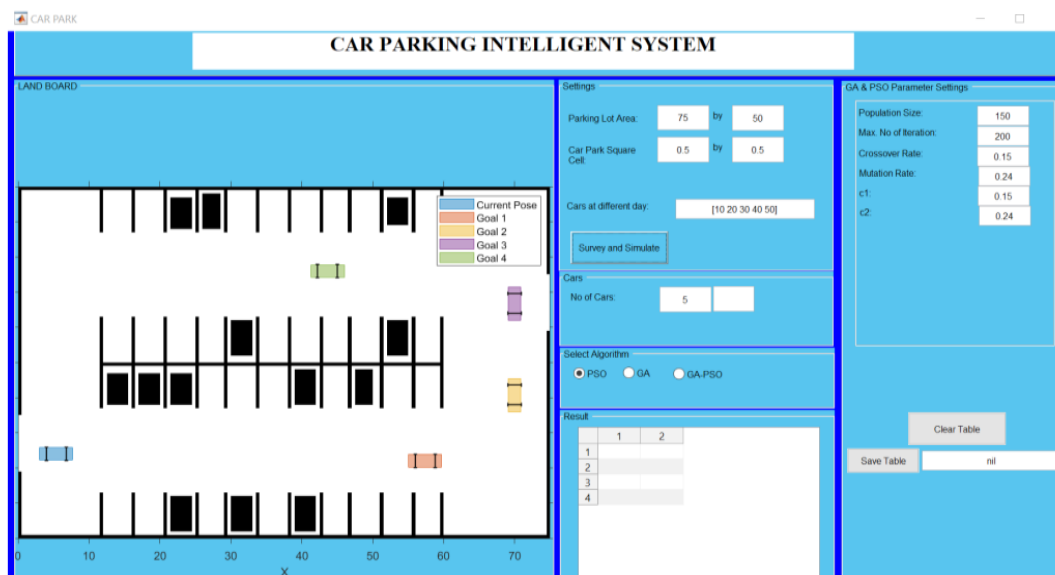 CAR PARK
CAR PARKING INTELLIGENT SYSTEM
LAND BOARD
Current Pose
Goal 1
Goal 2
Goal 3
Goal 4
0 10 20 30 40 50 60 70
X
Settings
Parking Lot Area: 75 by 50
Car Park Square
Cell: 0.5 by 0.5
Cars at different day: [10 20 30 40 50]
Survey and Simulate
Cars
No of Cars: 5
Select Algorithm
PSO GA GA-PSO
Result
1 2
1
2
3
4
GA & PSO Parameter Settings
Population Size: 150
Max. No of Iteration: 200
Crossover Rate: 0.15
Mutation Rate: 0.24
c1: 0.15
c2: 0.24
Clear Table
Save Table nil